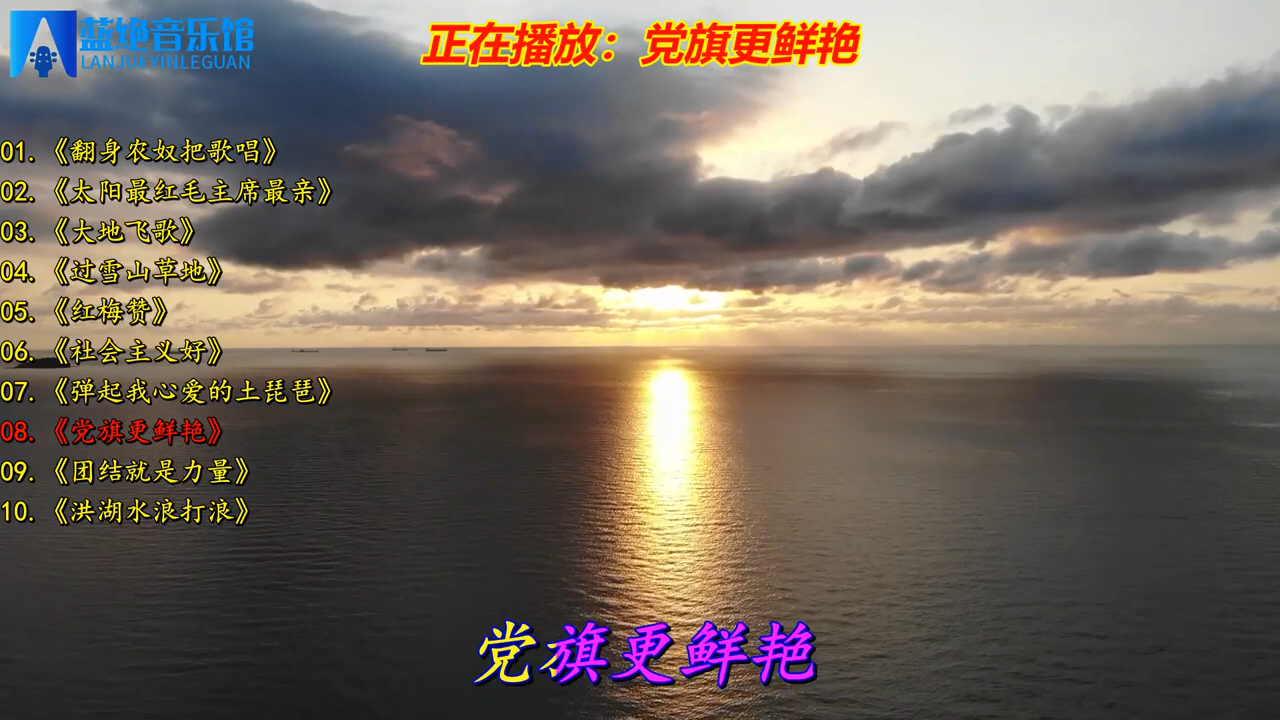 蓝绝音乐馆
LANJUEYINLEGUAN
正在播放：党旗更鲜艳
01.《翻身农奴把歌唱》
02.《太阳最红毛主席最亲》
03.《大地飞歌》
04.《过雪山草地》
05.《红梅赞》
06.《社会主义好》
07.《弹起我心爱的土琵琶》
08.《党旗更鲜艳》
09.《团结就是力量》
10.《洪湖水浪打浪》
党旗更鲜艳